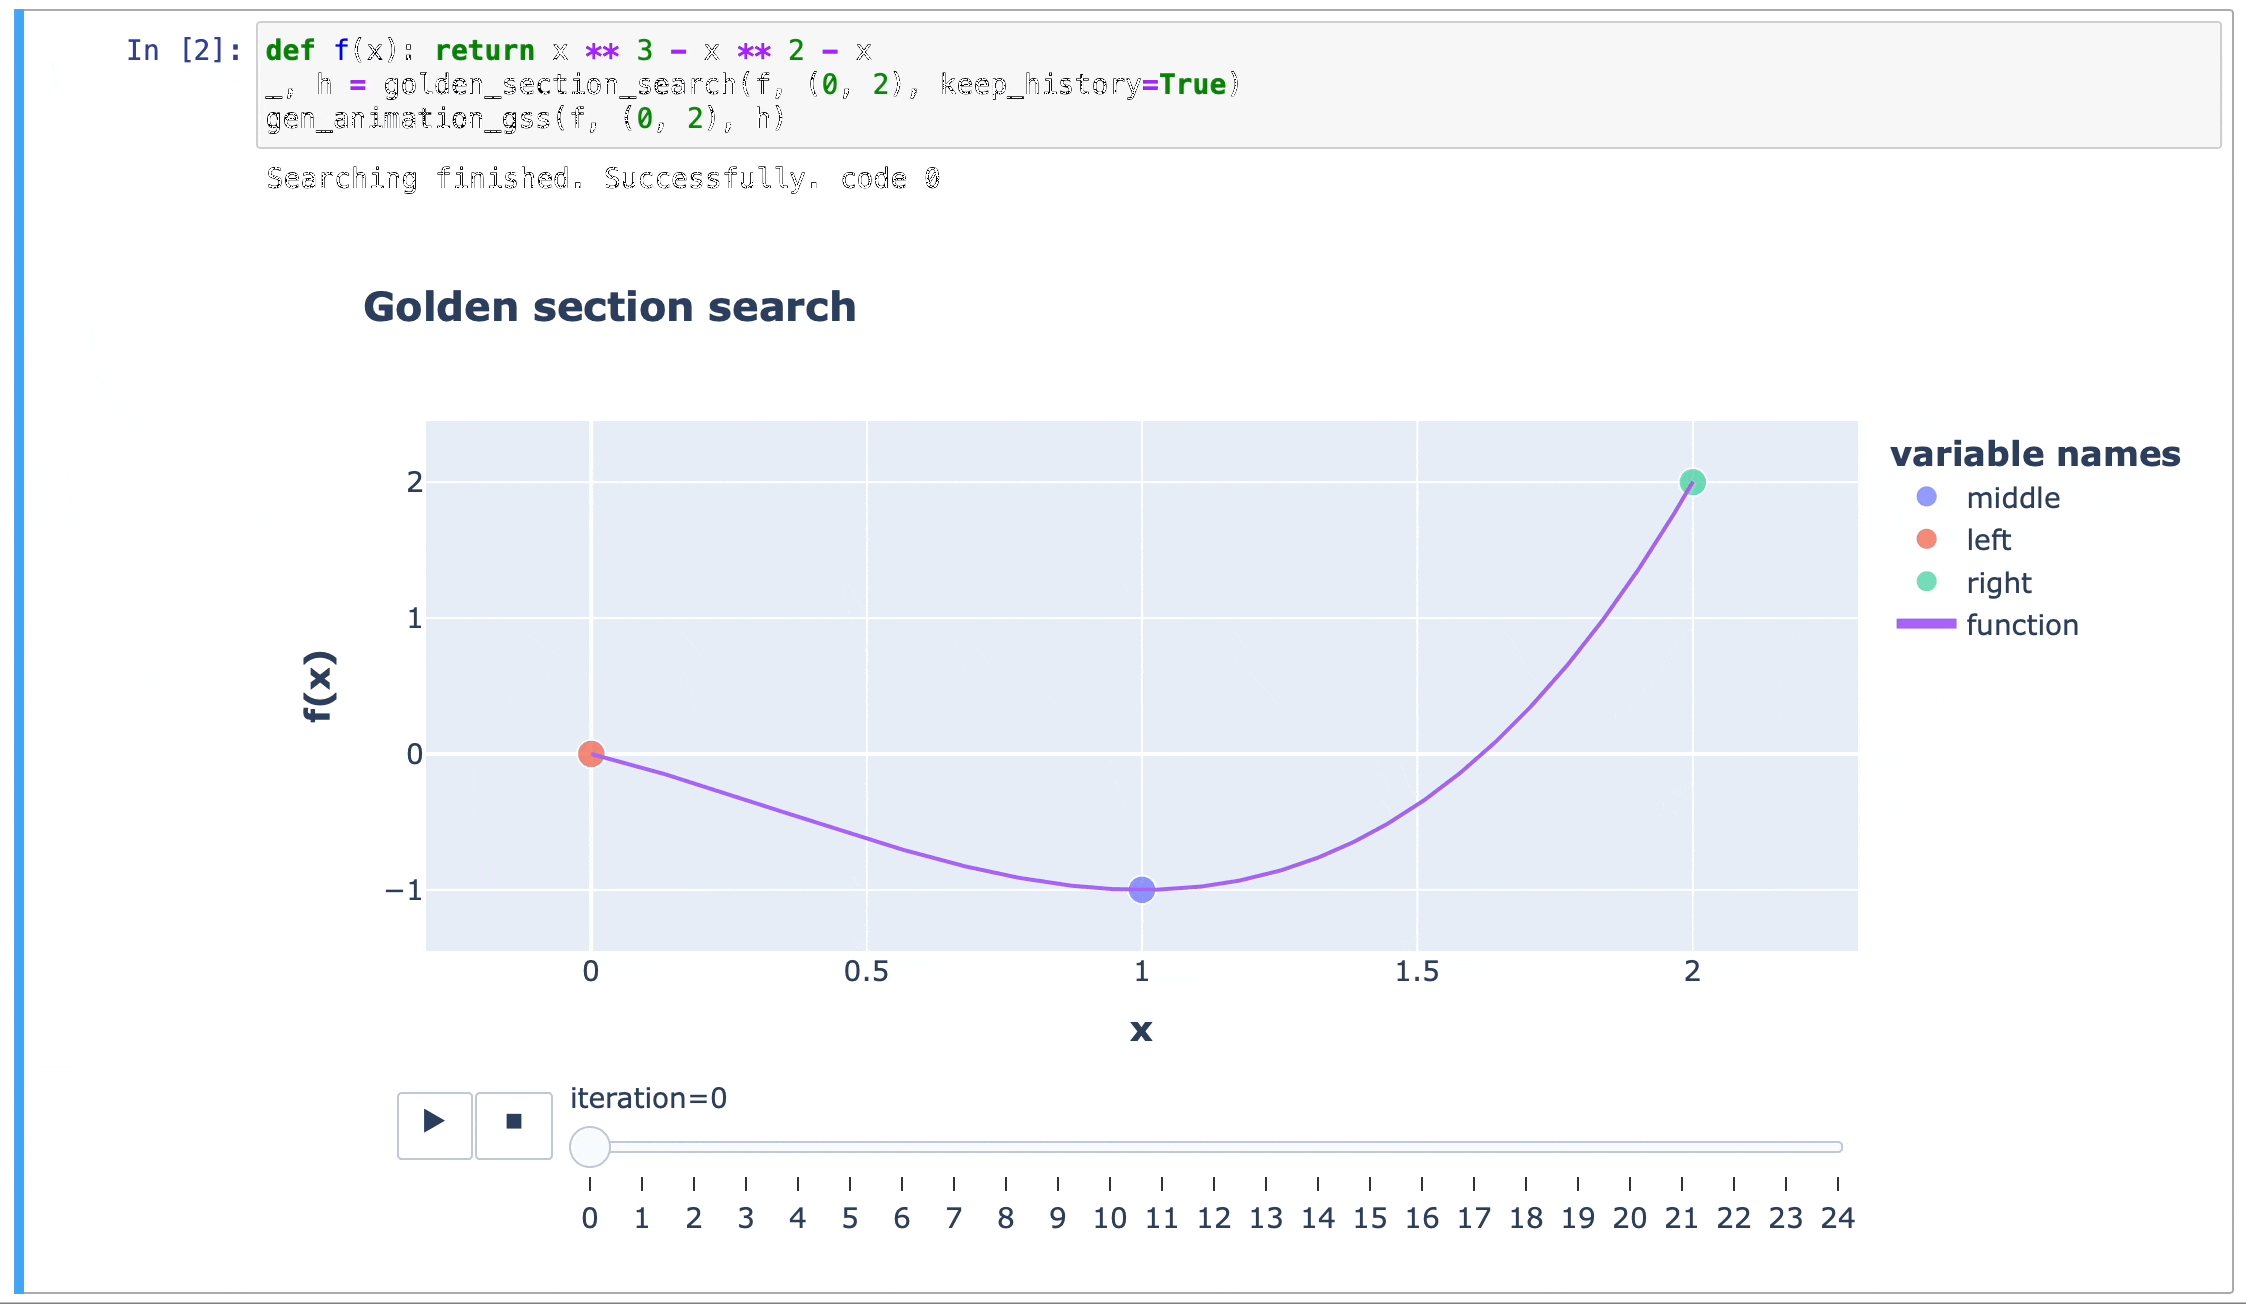 In [2]: def f(x): return x ** 3 - x ** 2 - x
_, h = golden_section_search(f, (0, 2), keep_history=True)
gen_animation_gss(f, (0, 2), h)
Searching finished. Successfully. code 0
Golden section search
variable names
middle
left
right
function
f(x)
2
1
0
−1
0 0.5 1 1.5 2
x
iteration=0
▶ ■
0 1 2 3 4 5 6 7 8 9 10 11 12 13 14 15 16 17 18 19 20 21 22 23 24